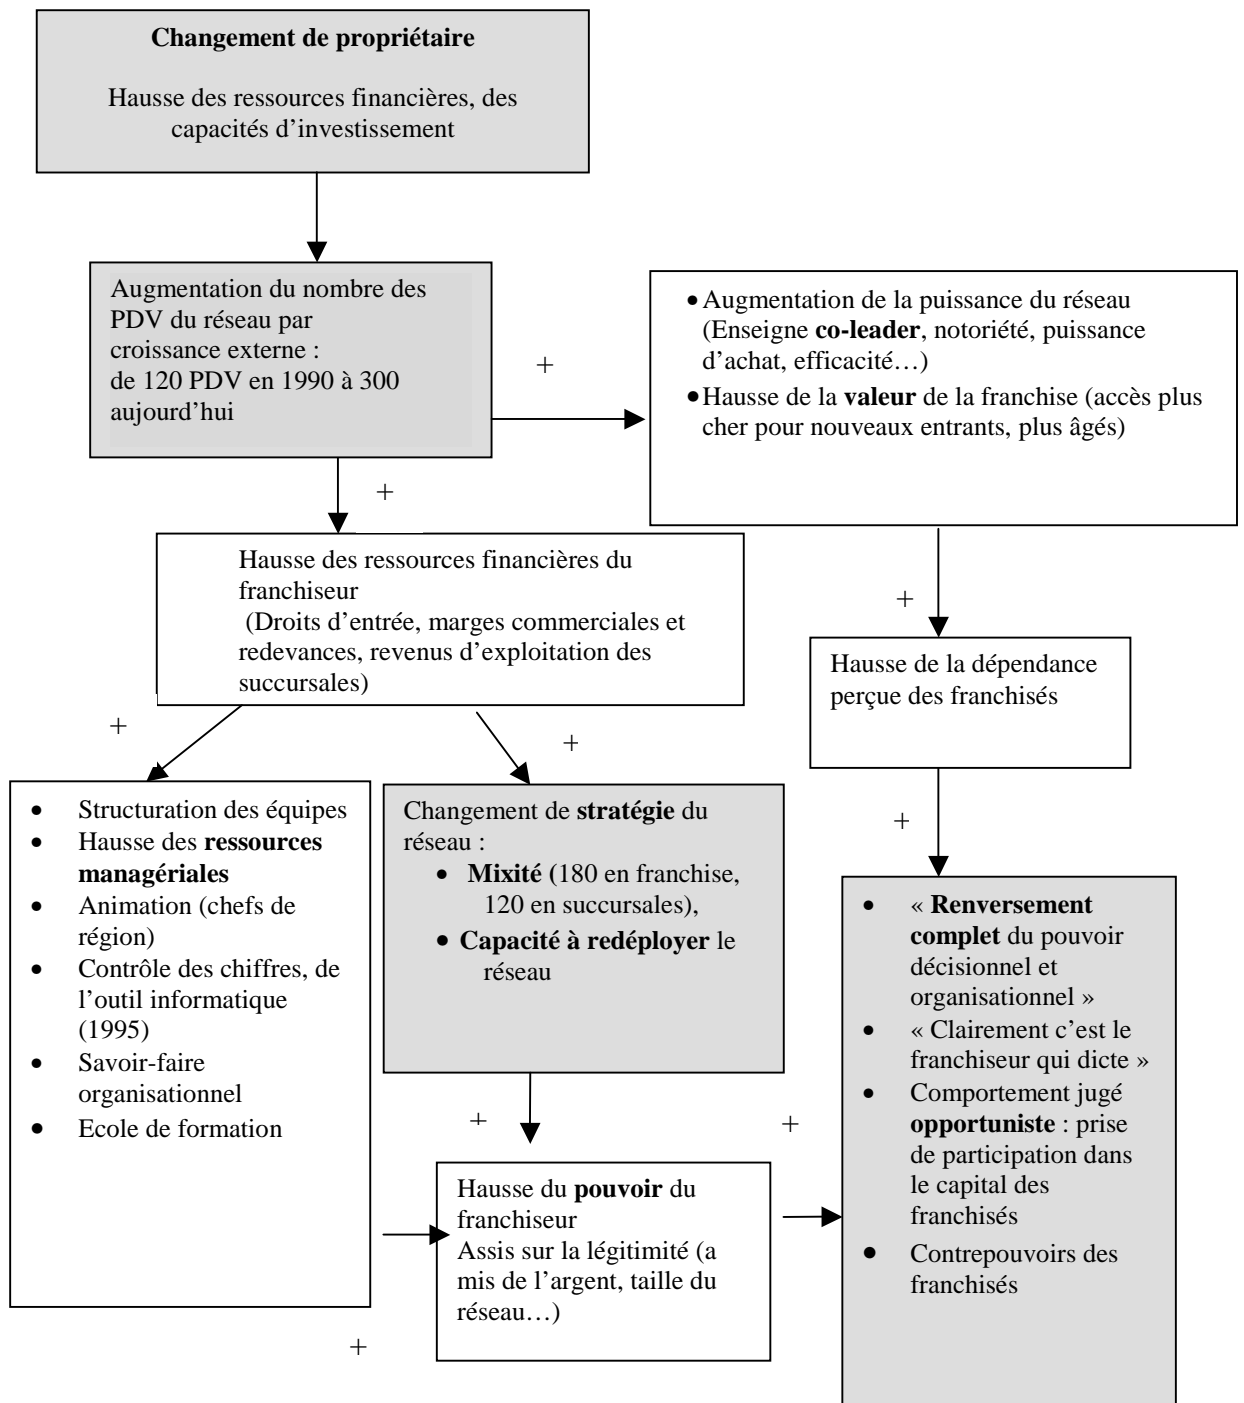 Changement de propriétaire
Hausse des ressources financières, des
capacités d’investissement
Augmentation du nombre des
PDV du réseau par
croissance externe :
de 120 PDV en 1990 à 300
aujourd’hui
+
• Augmentation de la puissance du réseau
(Enseigne co-leader, notoriété, puissance
d’achat, efficacité…)
• Hausse de la valeur de la franchise (accès plus
cher pour nouveaux entrants, plus âgés)
+
Hausse des ressources financières du
franchiseur
(Droits d’entrée, marges commerciales et
redevances, revenus d’exploitation des
succursales)
+
Hausse de la dépendance
perçue des franchisés
+
+
+
• Structuration des équipes
• Hausse des ressources
managériales
• Animation (chefs de
région)
• Contrôle des chiffres, de
l’outil informatique
(1995)
• Savoir-faire
organisationnel
• Ecole de formation
Changement de stratégie du
réseau :
• Mixité (180 en franchise,
120 en succursales),
• Capacité à redéployer le
réseau
• « Renversement
complet du pouvoir
décisionnel et
organisationnel »
• « Clairement c’est le
franchiseur qui dicte »
• Comportement jugé
opportuniste : prise
de participation dans
le capital des
franchisés
• Contrepouvoirs des
franchisés
+
+
Hausse du pouvoir du
franchiseur
Assis sur la légitimité (a
mis de l’argent, taille du
réseau…)
+